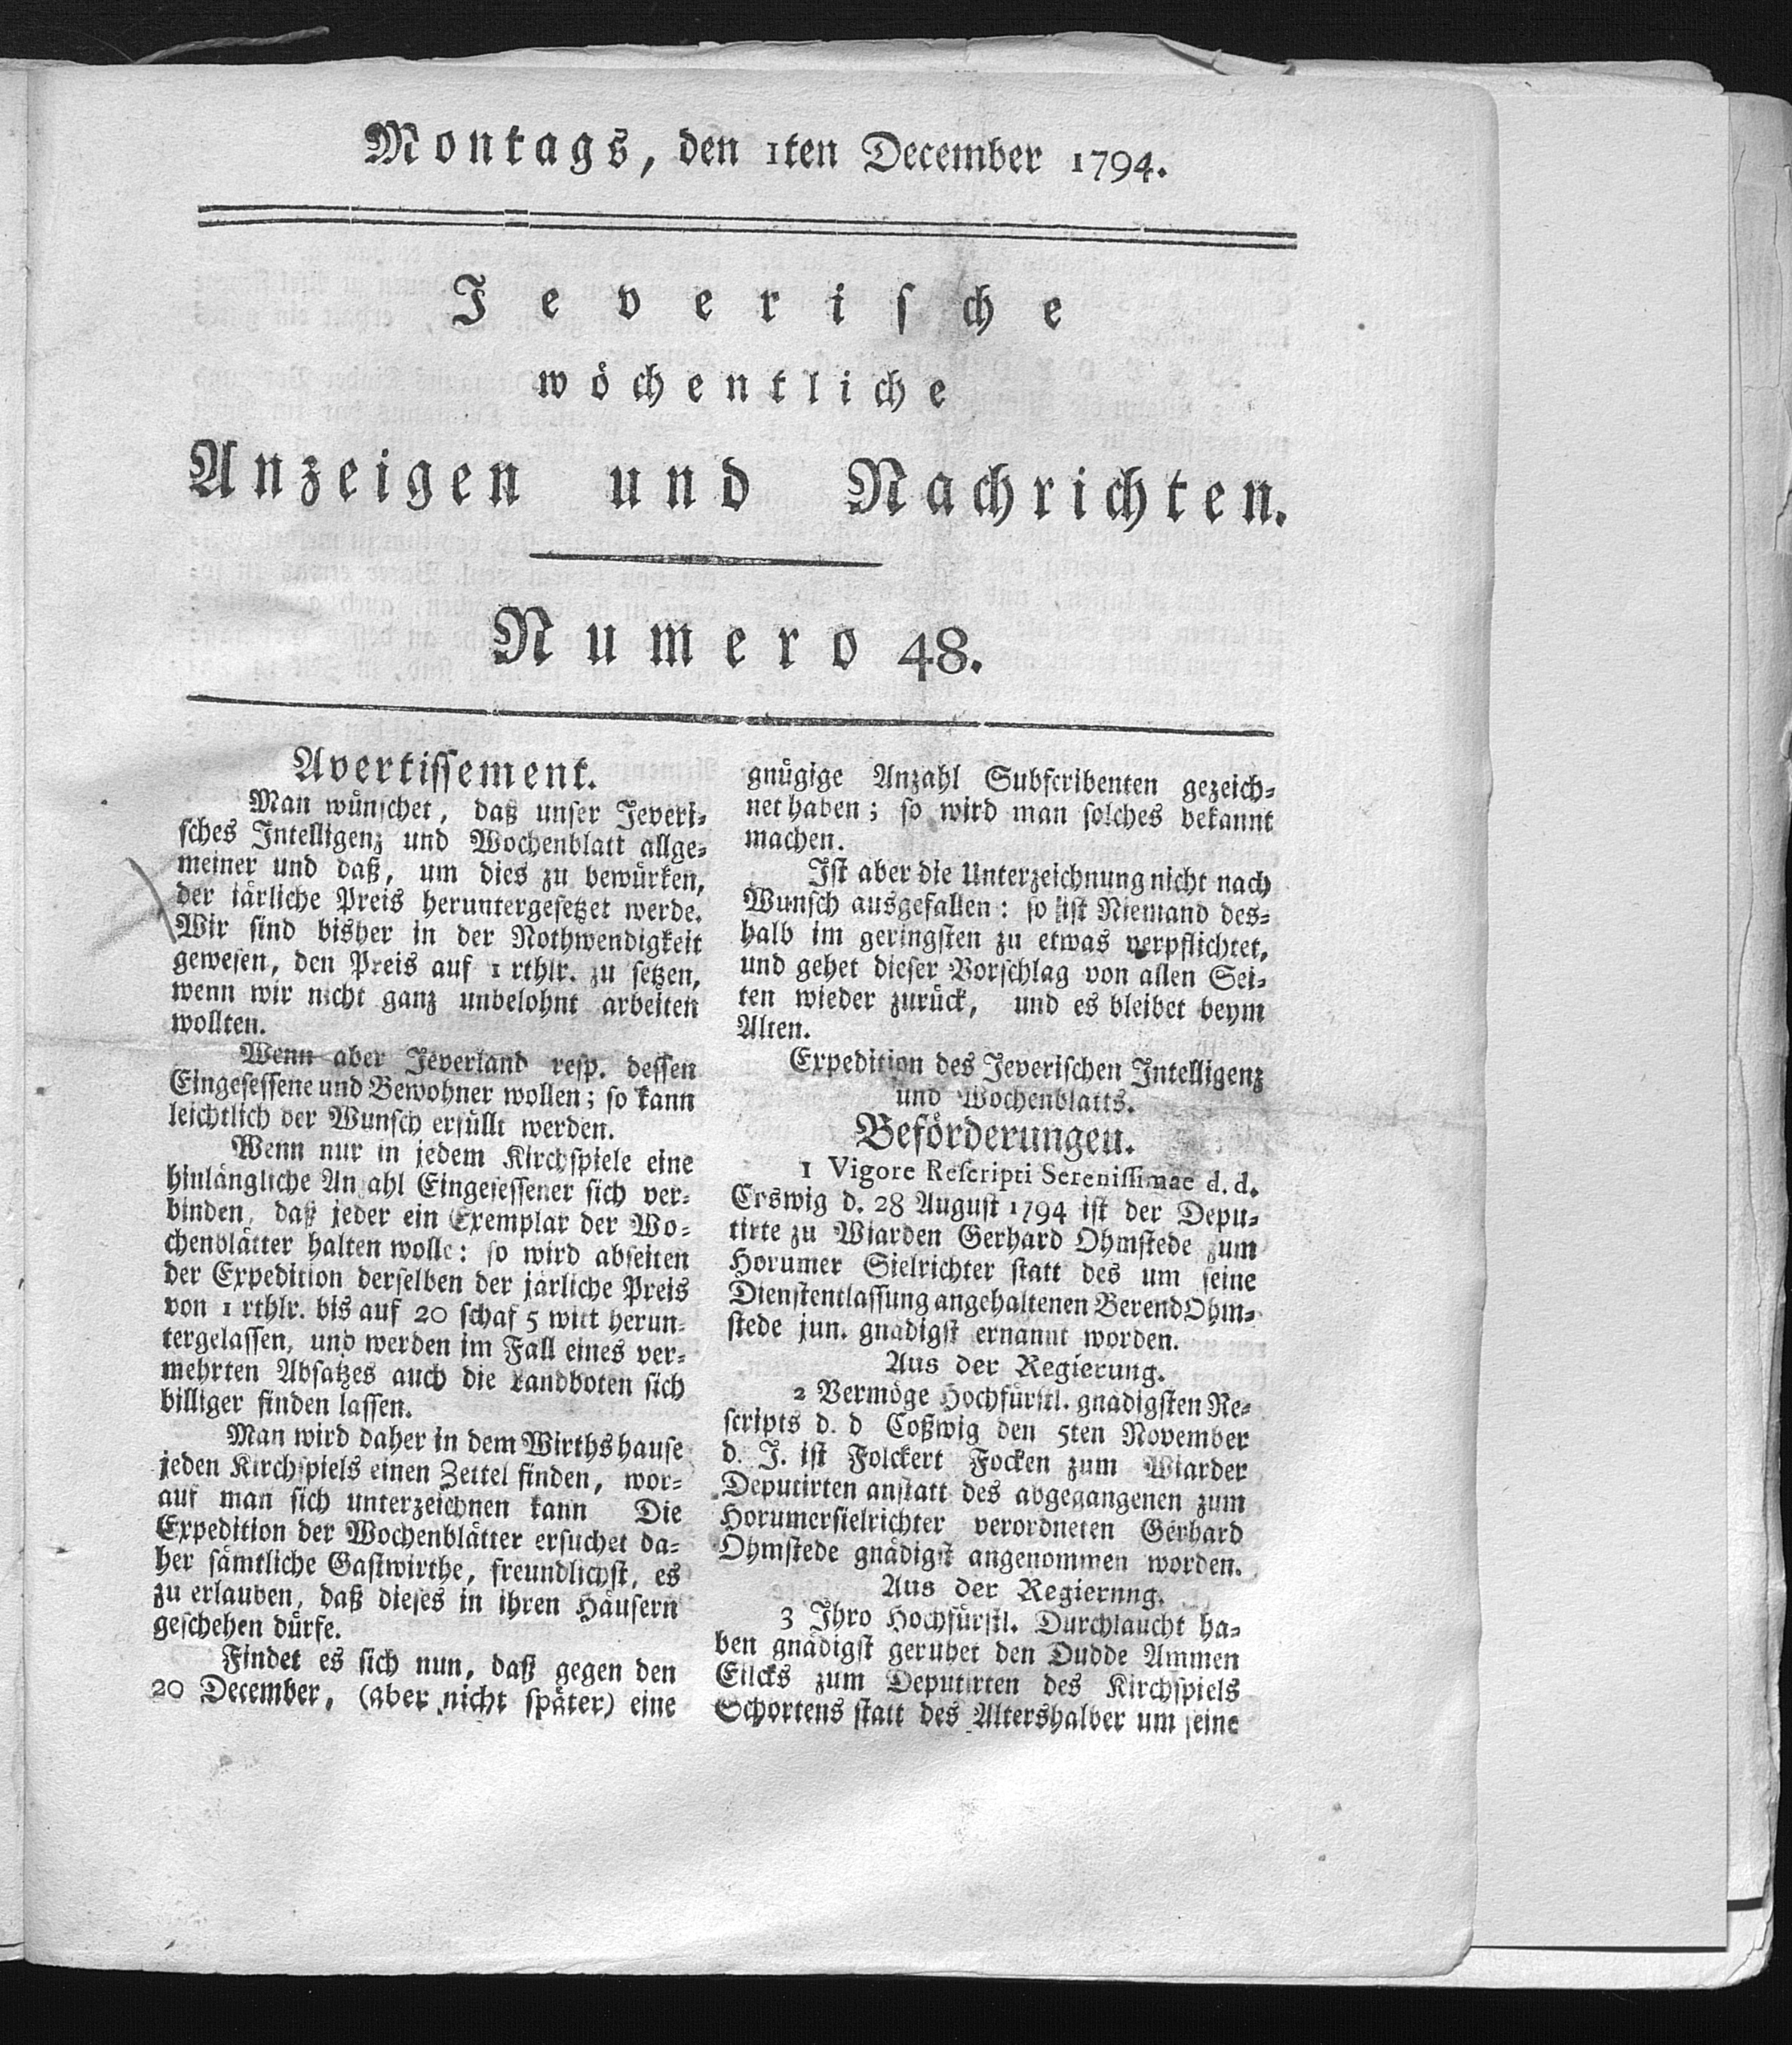 Montags, den 1ten December 1794.
Jeverische
wöchentliche
Anzeigen und Nachrichten.
Numero 48.
Avertissement.
Man wünschet, daß unser Jeveri-
sches Intelligenz und Wochenblatt allge-
meiner und daß, um dies zu bewürken,
der järliche Preis heruntergesetzet werde.
Wir sind bisher in der Nothwendigkeit
gewesen, den Preis auf 1 rthlr. zu setzen,
wenn wir nicht ganz unbelohnt arbeiten
wollten.
Wenn aber Jeverland resp. dessen
Eingesessene und Bewohner wollen; so kann
leichtlich der Wunsch erfüllt werden.
Wenn nur in jedem Kirchspiele eine
hinlängliche Anzahl Eingesessener sich ver-
binden, daß jeder ein Exemplar der Wo-
chenblätter halten wolle: so wird abseiten
der Expedition derselben der järliche Preis
von 1 rthlr. bis auf 20 schaf 5 witt herun-
tergelassen, und werden im Fall eines ver-
mehrten Absatzes auch die Landboten sich
billiger finden lassen.
Man wird daher in dem Wirthshause
jeden Kirchspiels einen Zettel finden, wor-
auf man sich unterzeichnen kann Die
Expedition der Wochenblätter ersuchet da-
her sämtliche Gastwirthe, freundlichst, es
zu erlauben, daß dieses in ihren Häusern
geschehen dürfe.
Findet es sich nun, daß gegen den
20 December, (aber nicht später) eine
gnügige Anzahl Subscribenten gezeich-
net haben; so wird man solches bekannt
machen.
Ist aber die Unterzeichnung nicht nach
Wunsch ausgefallen: so ist Niemand des-
halb im geringsten zu etwas verpflichtet,
und gehet dieser Vorschlag von allen Sei-
ten wieder zurück, und es bleibet beym
Alten.
Expedition des Jeverischen Intelligenz
und Wochenblatts.
Beförderungen.
1 Vigore Rescripti Serenissimae d. d.
Coswig d. 28 August 1794 ist der Depu-
tirte zu Wiarden Gerhard Ohmstede zum
Horumer Sielrichter statt des um seine
Dienstentlassung angehaltenen Berend Ohm-
stede jun. gnädigst ernannt worden.
Aus der Regierung.
2 Vermöge Hochfürstl. gnädigsten Re-
scripts d. d Coßwig den 5ten November
d. J. ist Folckert Focken zum Wiarder
Deputirten anstatt des abgegangenen zum
Horumersielrichter verordneten Gerhard
Ohmstede gnädigst angenommen worden.
Aus der Regierung.
3 Ihro Hochfürstl. Durchlaucht ha-
ben gnädigst geruhet den Dudde Ammen
Eilcks zum Deputirten des Kirchspiels
Schortens statt des Altershalber um seine